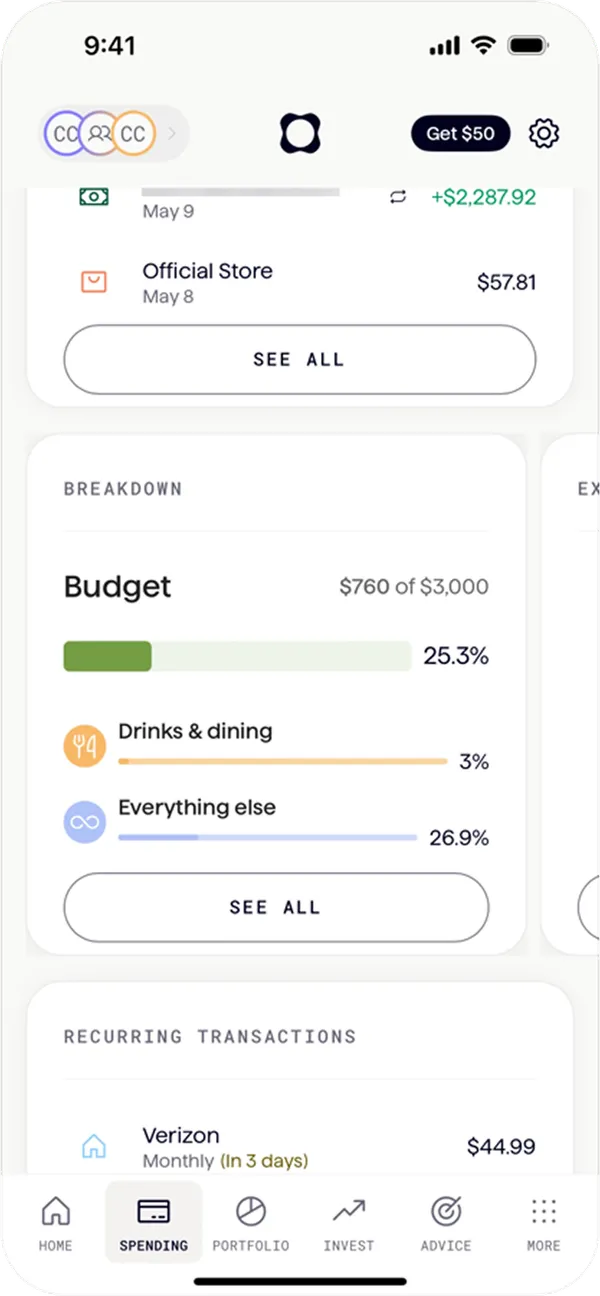 9:41
CC CC Get $50
+$2,287.92
May 9
Official Store $57.81
May 8
SEE ALL
BREAKDOWN EX
Budget $760 of $3,000
25.3%
Drinks & dining
3%
Everything else
26.9%
SEE ALL
RECURRING TRANSACTIONS
Verizon $44.99
Monthly (In 3 days)
HOME SPENDING PORTFOLIO INVEST ADVICE MORE